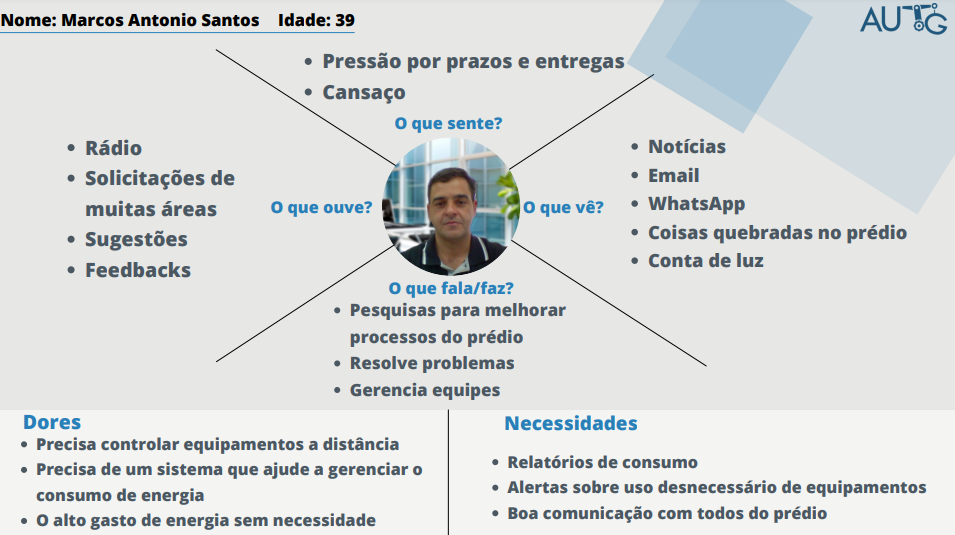 Nome: Marcos Antonio Santos Idade: 39
AUTG
• Pressão por prazos e entregas
• Cansaço
O que sente?
• Rádio
• Solicitações de
muitas áreas
• Sugestões
• Feedbacks
O que ouve?
O que vê?
• Notícias
• Email
• WhatsApp
• Coisas quebradas no prédio
• Conta de luz
O que fala/faz?
• Pesquisas para melhorar
processos do prédio
• Resolve problemas
• Gerencia equipes
Dores
• Precisa controlar equipamentos a distância
• Precisa de um sistema que ajude a gerenciar o
consumo de energia
• O alto gasto de energia sem necessidade
Necessidades
• Relatórios de consumo
• Alertas sobre uso desnecessário de equipamentos
• Boa comunicação com todos do prédio